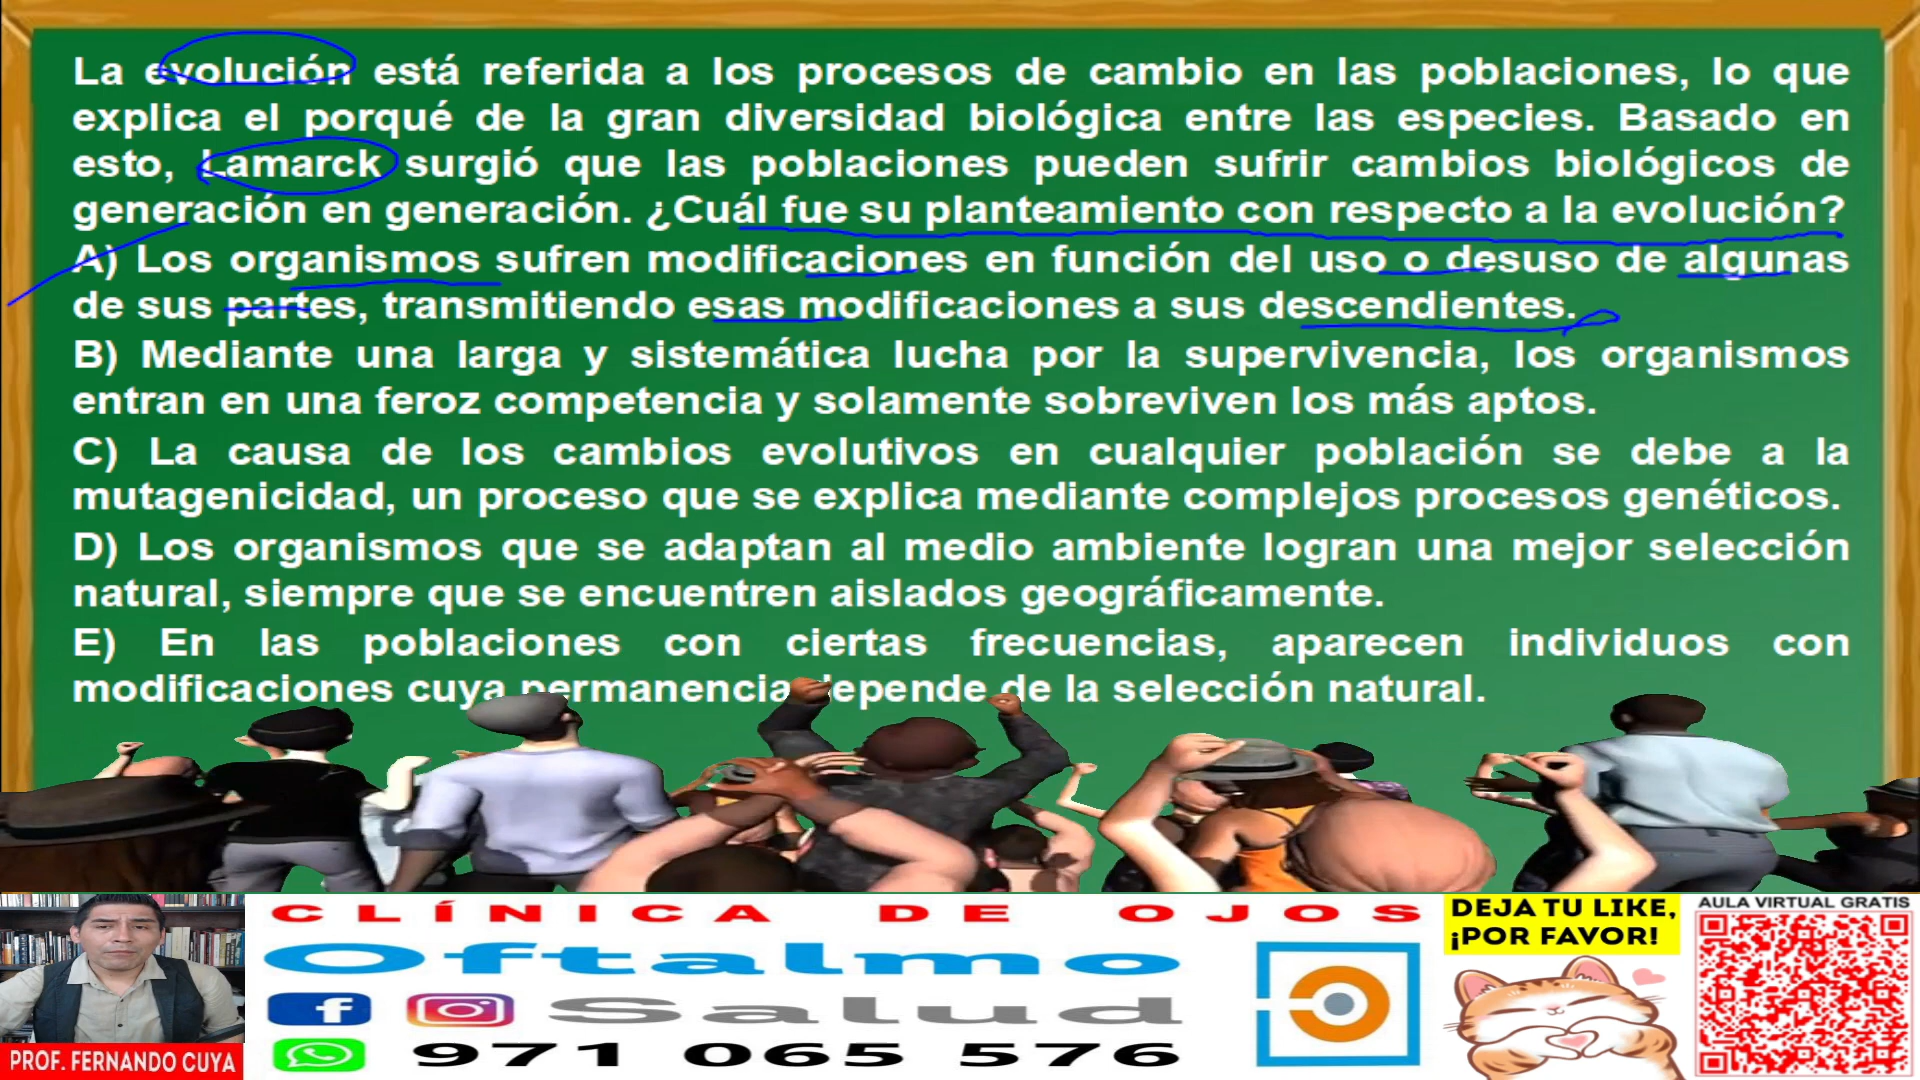 La evolución está referida a los procesos de cambio en las poblaciones, lo que
explica el porqué de la gran diversidad biológica entre las especies. Basado en
esto, Lamarck surgió que las poblaciones pueden sufrir cambios biológicos de
generación en generación. ¿Cuál fue su planteamiento con respecto a la evolución?
A) Los organismos sufren modificaciones en función del uso o desuso de algunas
de sus partes, transmitiendo esas modificaciones a sus descendientes.
B) Mediante una larga y sistemática lucha por la supervivencia, los organismos
entran en una feroz competencia y solamente sobreviven los más aptos.
C) La causa de los cambios evolutivos en cualquier población se debe a la
mutagenicidad, un proceso que se explica mediante complejos procesos genéticos.
D) Los organismos que se adaptan al medio ambiente logran una mejor selección
natural, siempre que se encuentren aislados geográficamente.
E) En las poblaciones con ciertas frecuencias, aparecen individuos con
modificaciones cuya permanencia depende de la selección natural.
CLÍNICA DE OJOS
Oftalmo
Salud
971 065 576
DEJA TU LIKE,
¡POR FAVOR!
AULA VIRTUAL GRATIS
PROF. FERNANDO CUYA